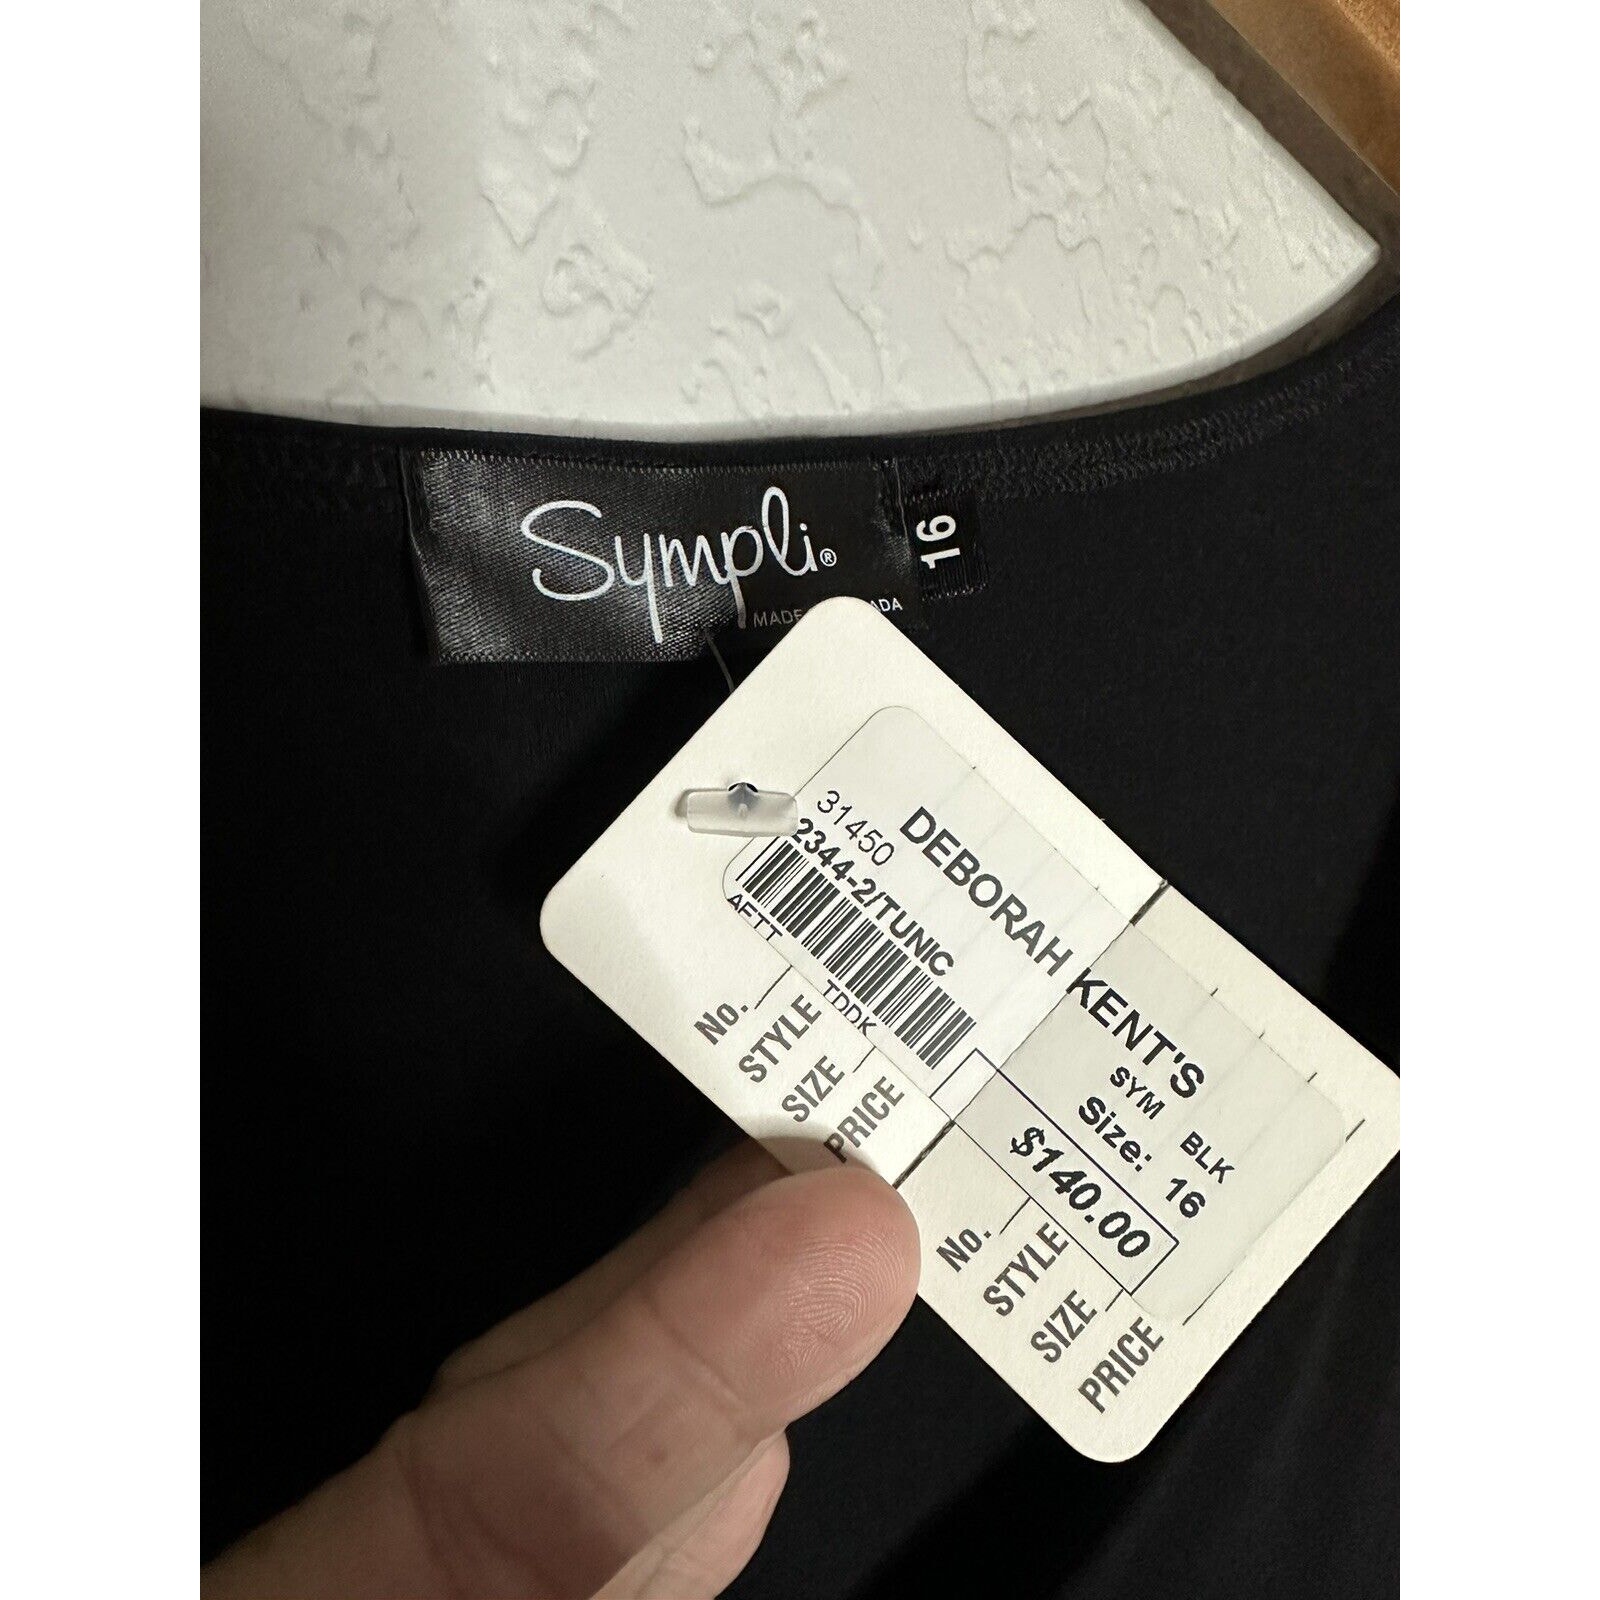 Sympli®
MADE ADA
16
DEBORAH KENT'S
31450
2344-2/TUNIC
SYM BLK
Size: 16
$140.00
No.
STYLE
SIZE
PRICE
No.
STYLE
SIZE
PRICE